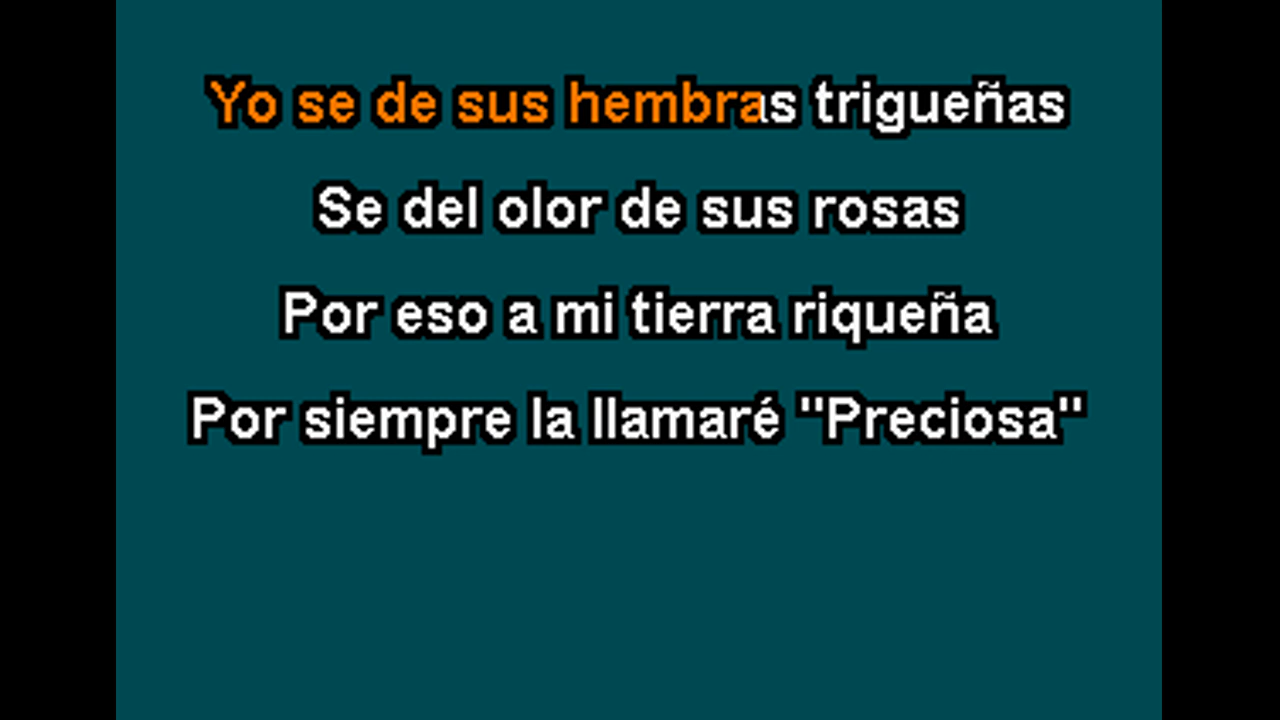 Yo se de sus hembras trigueñas
Se del olor de sus rosas
Por eso a mi tierra riqueña
Por siempre la llamaré "Preciosa"